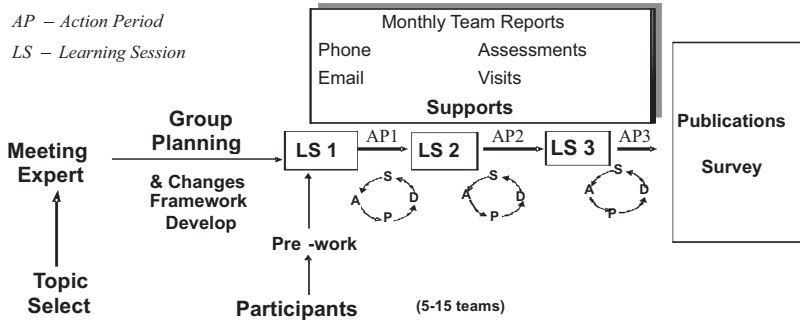 AP – Action Period
LS – Learning Session
Monthly Team Reports
Phone Assessments
Email Visits
Supports
Group
Planning
Meeting
Expert
& Changes
Framework
Develop
Topic
Select
LS 1
AP1
LS 2
AP2
LS 3
AP3
S
A D
P
S
A D
P
S
A D
P
Pre -work
Participants (5-15 teams)
Publications
Survey